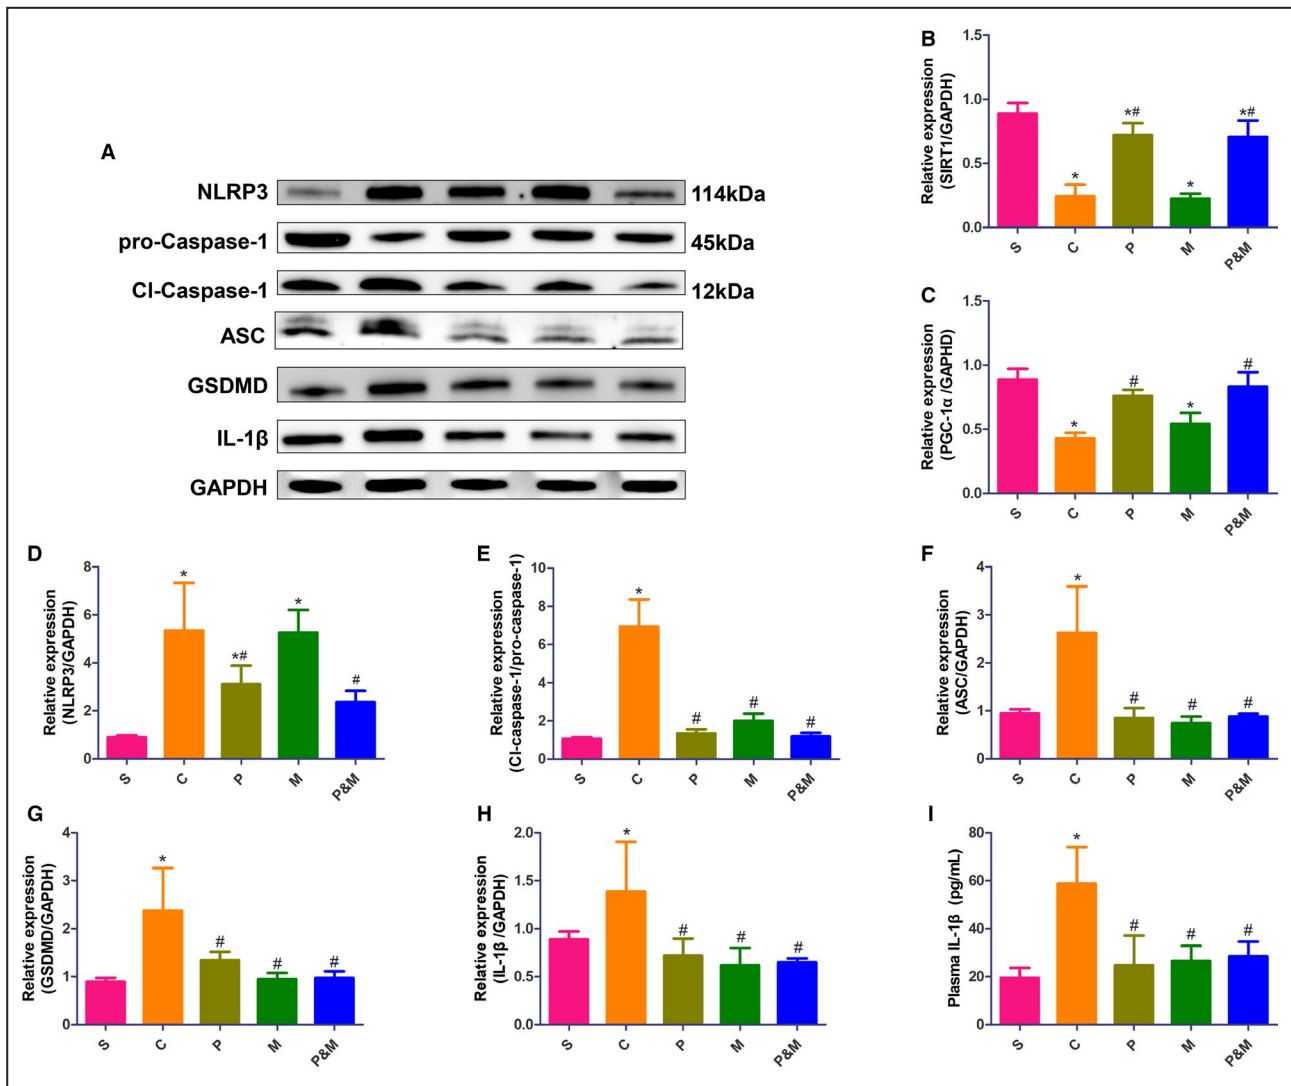 A
NLRP3
114kDa
pro-Caspase-1
45kDa
Cl-Caspase-1
12kDa
ASC
GSDMD
IL-1β
GAPDH
B
Relative expression
(SIRT1/GAPDH)
1.5
1.0
0.5
0.0
*
*#
*
*#
S C P M P&M
C
Relative expression
(PGC-1α /GAPHD)
1.5
1.0
0.5
0.0
*
#
*
#
S C P M P&M
D
Relative expression
(NLRP3/GAPDH)
8
6
4
2
0
*
*#
*
#
S C P M P&M
E
Relative expression
(Cl-caspase-1/pro-caspase-1)
10
8
6
4
2
0
*
#
#
#
S C P M P&M
F
Relative expression
(ASC/GAPDH)
4
3
2
1
0
*
#
#
#
S C P M P&M
G
Relative expression
(GSDMD/GAPDH)
4
3
2
1
0
*
#
#
#
S C P M P&M
H
Relative expression
(IL-1β /GAPDH)
2.0
1.5
1.0
0.5
0.0
*
#
#
#
S C P M P&M
I
Plasma IL-1β (pg/mL)
80
60
40
20
0
*
#
#
#
S C P M P&M